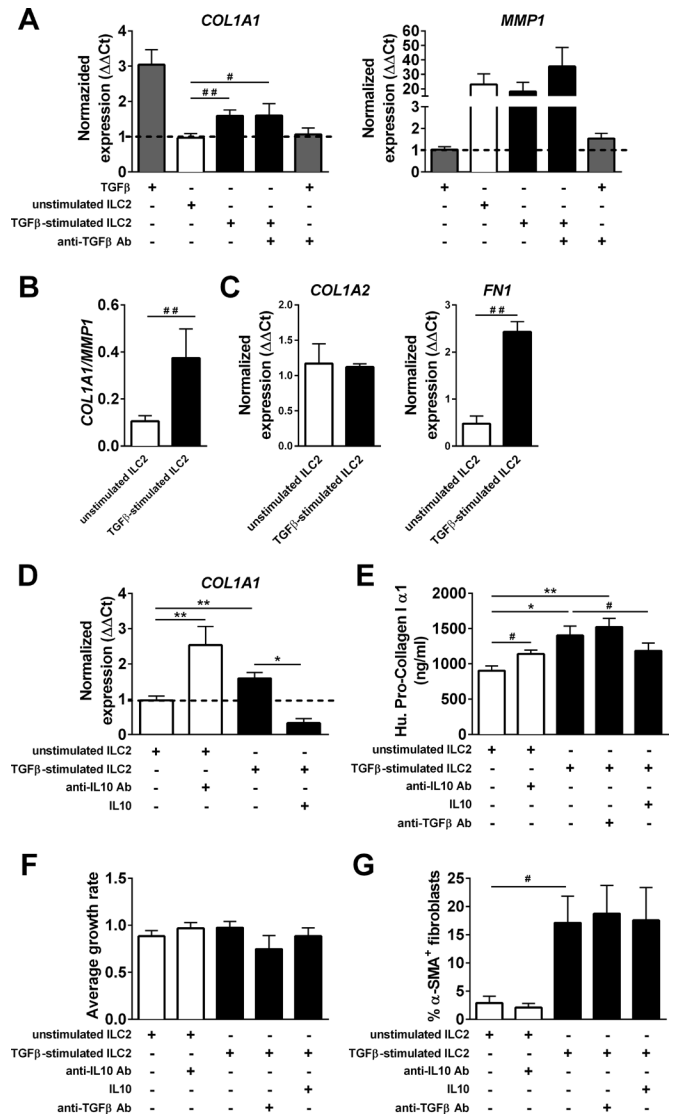 A
COL1A1
MMP1
Normazided
expression (ΔΔCt)
4
3
2
1
0
#
# #
Normalized
expression (ΔΔCt)
60
50
40
30
20
10
2
1
0
TGFβ + - - - - + - - - +
unstimulated ILC2 - + - - - - + - - -
TGFβ-stimulated ILC2 - - + + - - - + + -
anti-TGFβ Ab - - - + + - - - + +
B
C
COL1A2
FN1
COL1A1/MMP1
0.6
0.4
0.2
0.0
# #
unstimulated ILC2
TGFβ-stimulated ILC2
Normalized
expression (ΔΔCt)
2.0
1.5
1.0
0.5
0.0
unstimulated ILC2
TGFβ-stimulated ILC2
Normalized
expression (ΔΔCt)
3
2
1
0
# #
unstimulated ILC2
TGFβ-stimulated ILC2
D
COL1A1
Normalized
expression (ΔΔCt)
4
3
2
1
0
**
**
*
unstimulated ILC2 + + - -
TGFβ-stimulated ILC2 - - + +
anti-IL10 Ab - + - -
IL10 - - - +
E
Hu. Pro-Collagen I α1
(ng/ml)
2000
1500
1000
500
0
**
*
#
#
unstimulated ILC2 + + - - -
TGFβ-stimulated ILC2 - - + + +
anti-IL10 Ab - + - - -
IL10 - - - - +
anti-TGFβ Ab - - - + -
F
Average growth rate
1.5
1.0
0.5
0.0
unstimulated ILC2 + + - - -
TGFβ-stimulated ILC2 - - + + +
anti-IL10 Ab - + - - -
IL10 - - - - +
anti-TGFβ Ab - - - + -
G
% α-SMA+ fibroblasts
25
20
15
10
5
0
#
unstimulated ILC2 + + - - -
TGFβ-stimulated ILC2 - - + + +
anti-IL10 Ab - + - - -
IL10 - - - - +
anti-TGFβ Ab - - - + -